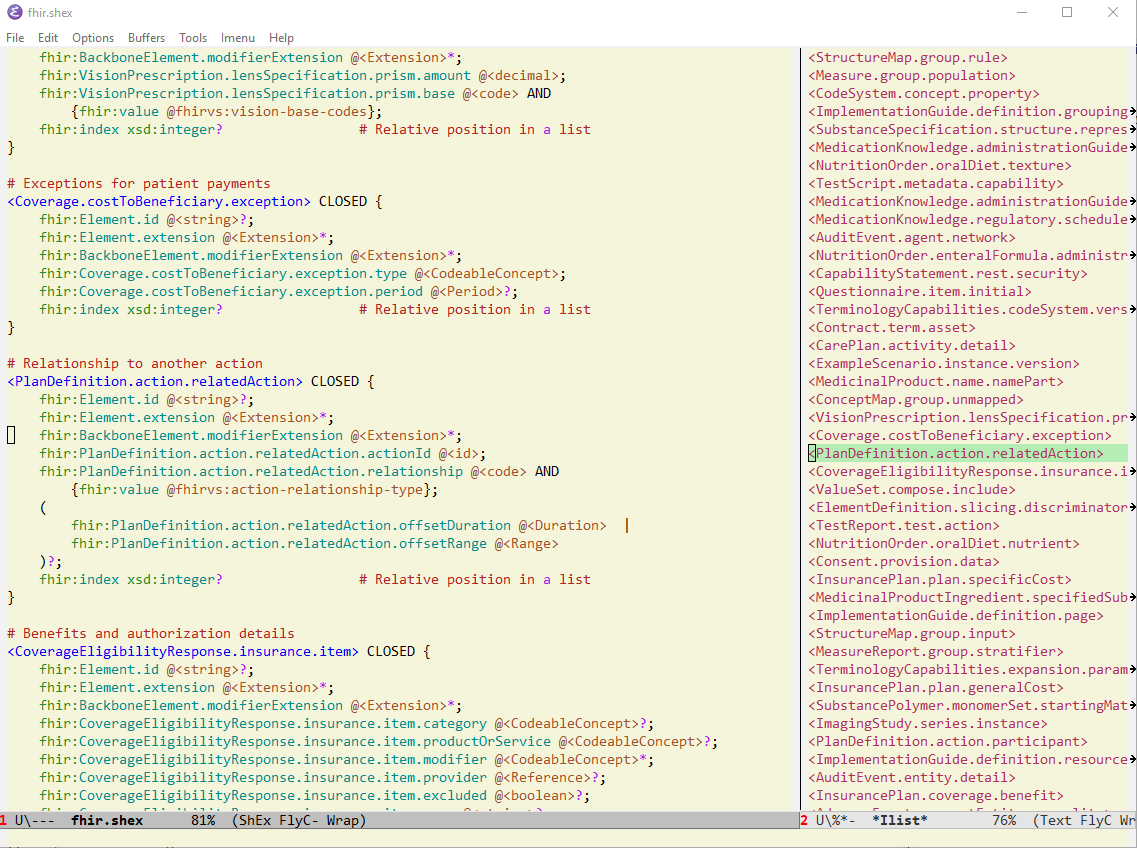 fhir.shex
File Edit Options Buffers Tools Imenu Help
    fhir:BackboneElement.modifierExtension @<Extension>*;
    fhir:VisionPrescription.lensSpecification.prism.amount @<decimal>;
    fhir:VisionPrescription.lensSpecification.prism.base @<code> AND
        {fhir:value @fhirvs:vision-base-codes};
    fhir:index xsd:integer?                 # Relative position in a list
}

# Exceptions for patient payments
<Coverage.costToBeneficiary.exception> CLOSED {
    fhir:Element.id @<string>?;
    fhir:Element.extension @<Extension>*;
    fhir:BackboneElement.modifierExtension @<Extension>*;
    fhir:Coverage.costToBeneficiary.exception.type @<CodeableConcept>;
    fhir:Coverage.costToBeneficiary.exception.period @<Period>?;
    fhir:index xsd:integer?                 # Relative position in a list
}

# Relationship to another action
<PlanDefinition.action.relatedAction> CLOSED {
    fhir:Element.id @<string>?;
    fhir:Element.extension @<Extension>*;
    fhir:BackboneElement.modifierExtension @<Extension>*;
    fhir:PlanDefinition.action.relatedAction.actionId @<id>;
    fhir:PlanDefinition.action.relatedAction.relationship @<code> AND
        {fhir:value @fhirvs:action-relationship-type};
    (
        fhir:PlanDefinition.action.relatedAction.offsetDuration @<Duration>  |
        fhir:PlanDefinition.action.relatedAction.offsetRange @<Range>
    )?;
    fhir:index xsd:integer?                 # Relative position in a list
}

# Benefits and authorization details
<CoverageEligibilityResponse.insurance.item> CLOSED {
    fhir:Element.id @<string>?;
    fhir:Element.extension @<Extension>*;
    fhir:BackboneElement.modifierExtension @<Extension>*;
    fhir:CoverageEligibilityResponse.insurance.item.category @<CodeableConcept>?;
    fhir:CoverageEligibilityResponse.insurance.item.productOrService @<CodeableConcept>?;
    fhir:CoverageEligibilityResponse.insurance.item.modifier @<CodeableConcept>*;
    fhir:CoverageEligibilityResponse.insurance.item.provider @<Reference>?;
    fhir:CoverageEligibilityResponse.insurance.item.excluded @<boolean>?;
1 U\---  fhir.shex      81%  (ShEx FlyC- Wrap)
<StructureMap.group.rule>
<Measure.group.population>
<CodeSystem.concept.property>
<ImplementationGuide.definition.grouping
<SubstanceSpecification.structure.repres
<MedicationKnowledge.administrationGuide
<NutritionOrder.oralDiet.texture>
<TestScript.metadata.capability>
<MedicationKnowledge.administrationGuide
<MedicationKnowledge.regulatory.schedule
<AuditEvent.agent.network>
<NutritionOrder.enteralFormula.administr
<CapabilityStatement.rest.security>
<Questionnaire.item.initial>
<TerminologyCapabilities.codeSystem.vers
<Contract.term.asset>
<CarePlan.activity.detail>
<ExampleScenario.instance.version>
<MedicinalProduct.name.namePart>
<ConceptMap.group.unmapped>
<VisionPrescription.lensSpecification.pr
<Coverage.costToBeneficiary.exception>
<PlanDefinition.action.relatedAction>
<CoverageEligibilityResponse.insurance.i
<ValueSet.compose.include>
<ElementDefinition.slicing.discriminator
<TestReport.test.action>
<NutritionOrder.oralDiet.nutrient>
<Consent.provision.data>
<InsurancePlan.plan.specificCost>
<MedicinalProductIngredient.specifiedSub
<ImplementationGuide.definition.page>
<StructureMap.group.input>
<MeasureReport.group.stratifier>
<TerminologyCapabilities.expansion.param
<InsurancePlan.plan.generalCost>
<SubstancePolymer.monomerSet.startingMat
<ImagingStudy.series.instance>
<PlanDefinition.action.participant>
<ImplementationGuide.definition.resource
<AuditEvent.entity.detail>
<InsurancePlan.coverage.benefit>
2 U\%*-  *Ilist*        76%  (Text FlyC Wr